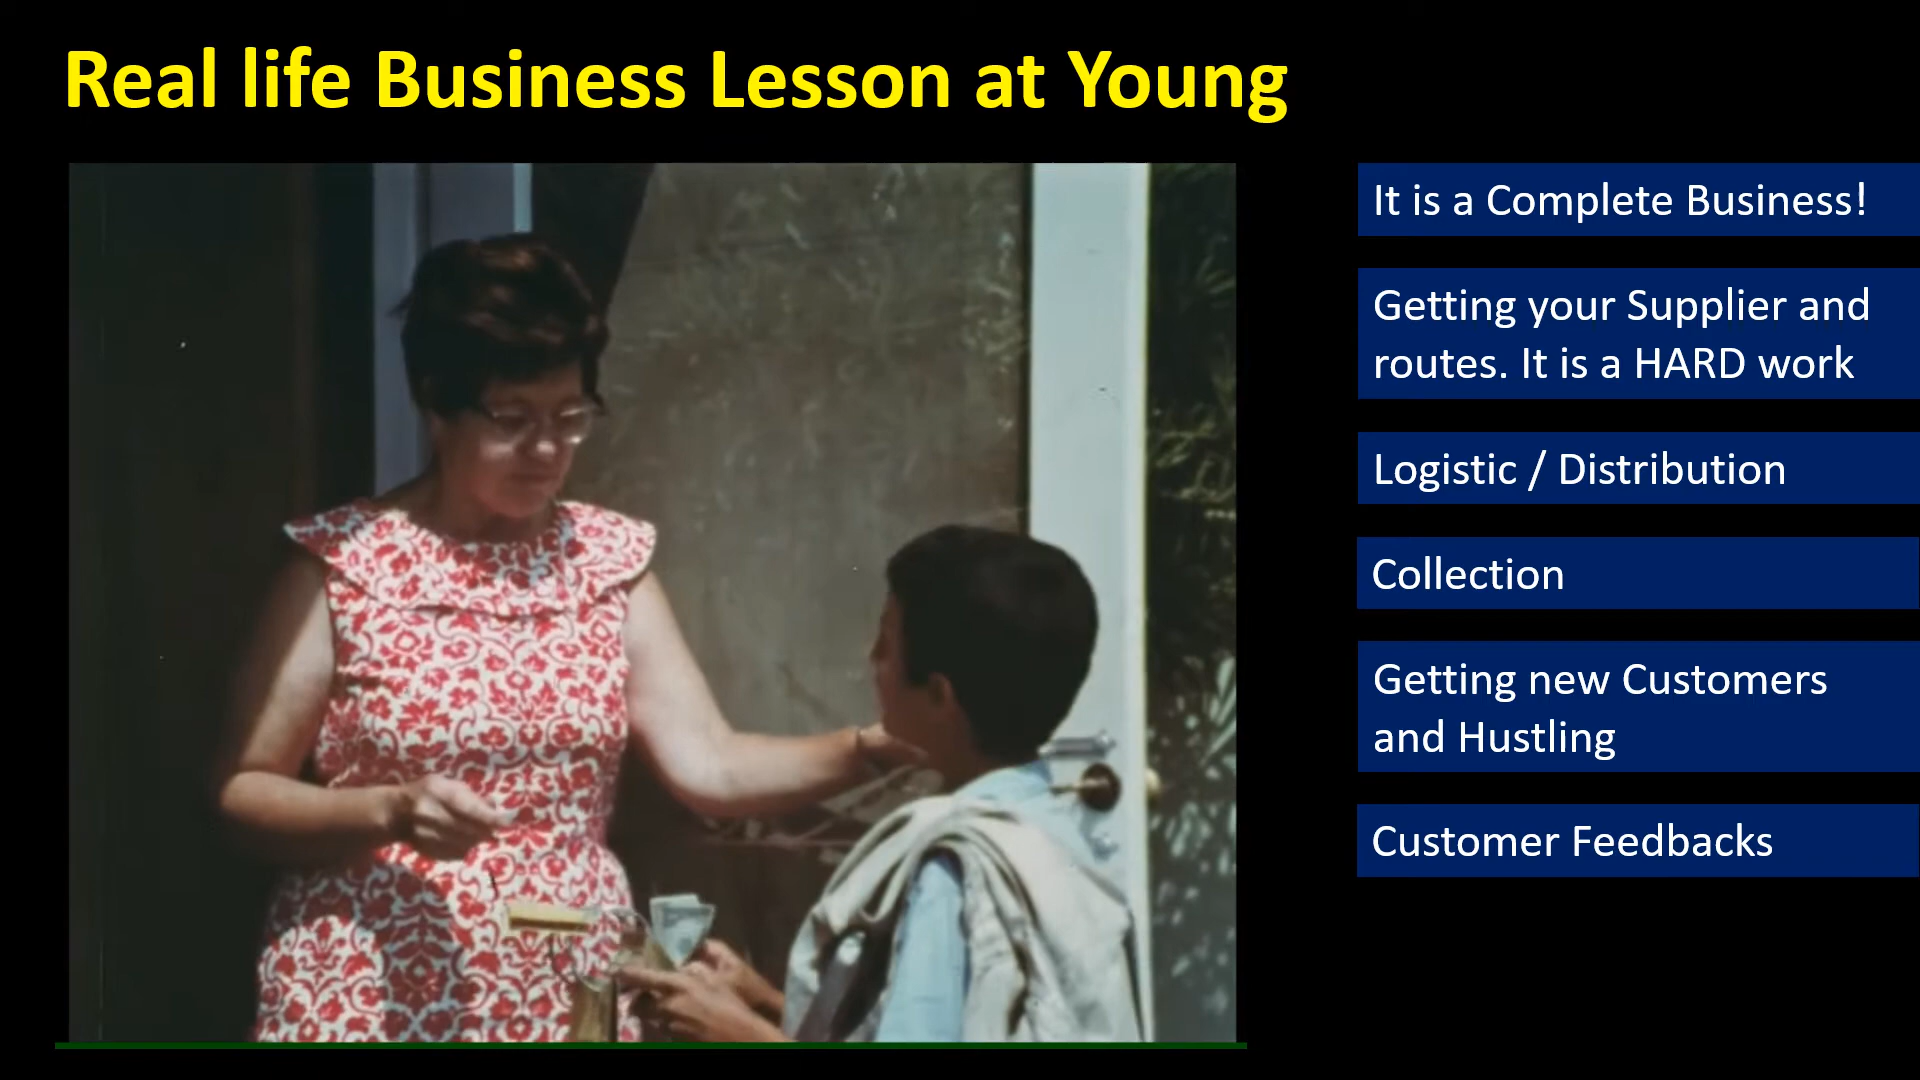 Real life Business Lesson at Young
It is a Complete Business!
Getting your Supplier and
routes. It is a HARD work
Logistic / Distribution
Collection
Getting new Customers
and Hustling
Customer Feedbacks